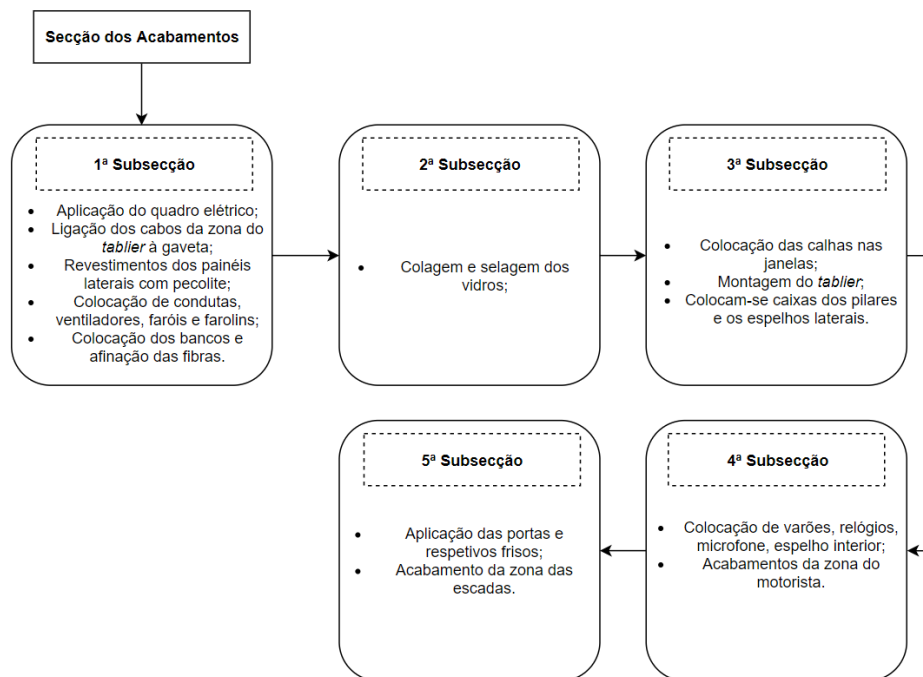 Secção dos Acabamentos
1ª Subsecção
• Aplicação do quadro elétrico;
• Ligação dos cabos da zona do
tablier à gaveta;
• Revestimentos dos painéis
laterais com pecolite;
• Colocação de condutas,
ventiladores, faróis e farolins;
• Colocação dos bancos e
afinação das fibras.
2ª Subsecção
• Colagem e selagem dos
vidros;
3ª Subsecção
• Colocação das calhas nas
janelas;
• Montagem do tablier;
• Colocam-se caixas dos pilares
e os espelhos laterais.
4ª Subsecção
• Colocação de varões, relógios,
microfone, espelho interior;
• Acabamentos da zona do
motorista.
5ª Subsecção
• Aplicação das portas e
respetivos frisos;
• Acabamento da zona das
escadas.